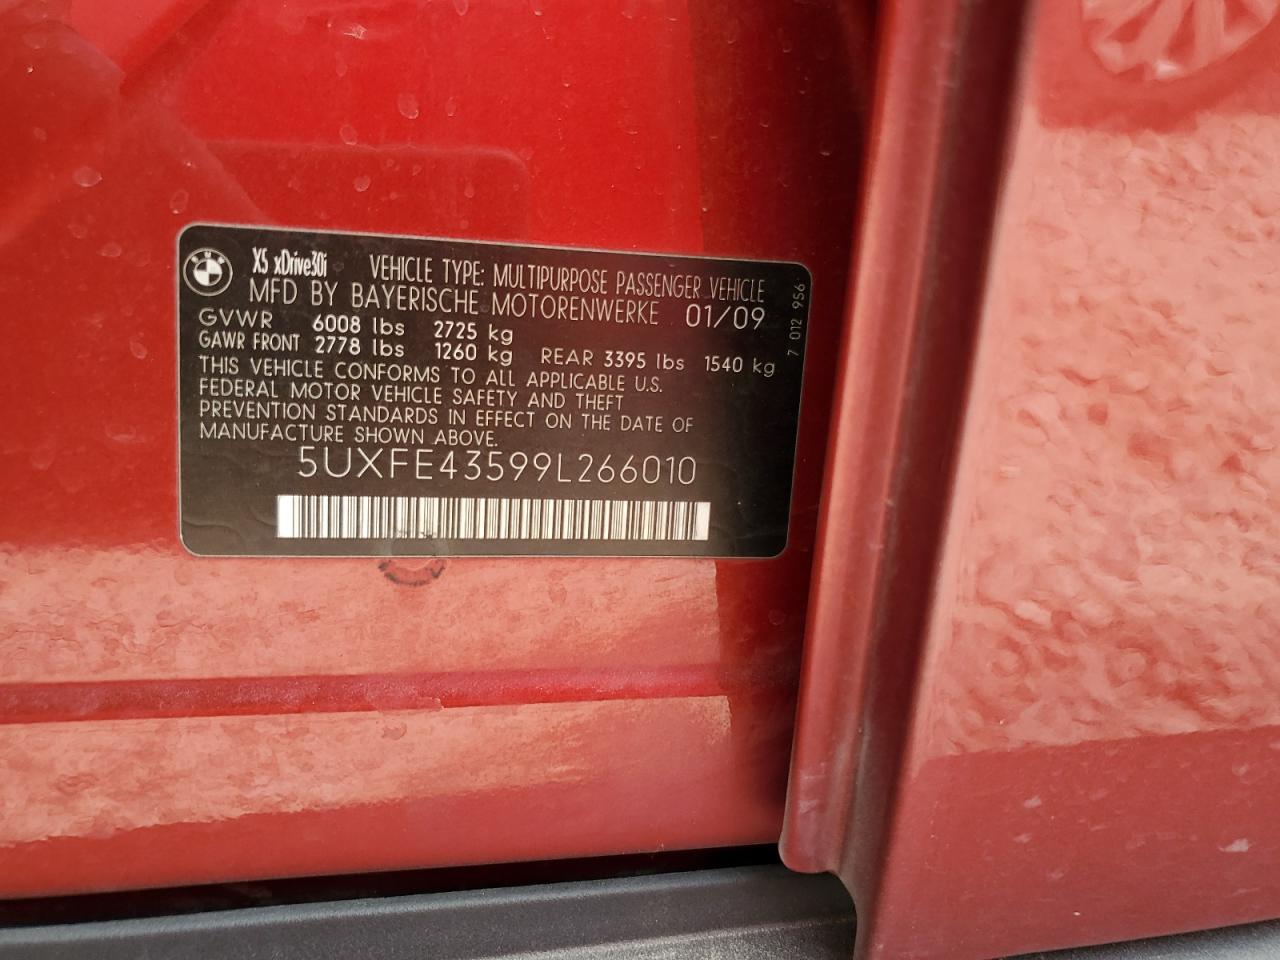 BMW
X5 xDrive30i VEHICLE TYPE: MULTIPURPOSE PASSENGER VEHICLE
MFD BY BAYERISCHE MOTORENWERKE 01/09
GVWR 6008 lbs 2725 kg
GAWR FRONT 2778 lbs 1260 kg REAR 3395 lbs 1540 kg
THIS VEHICLE CONFORMS TO ALL APPLICABLE U.S.
FEDERAL MOTOR VEHICLE SAFETY AND THEFT
PREVENTION STANDARDS IN EFFECT ON THE DATE OF
MANUFACTURE SHOWN ABOVE.
5UXFE43599L266010
7 012 956